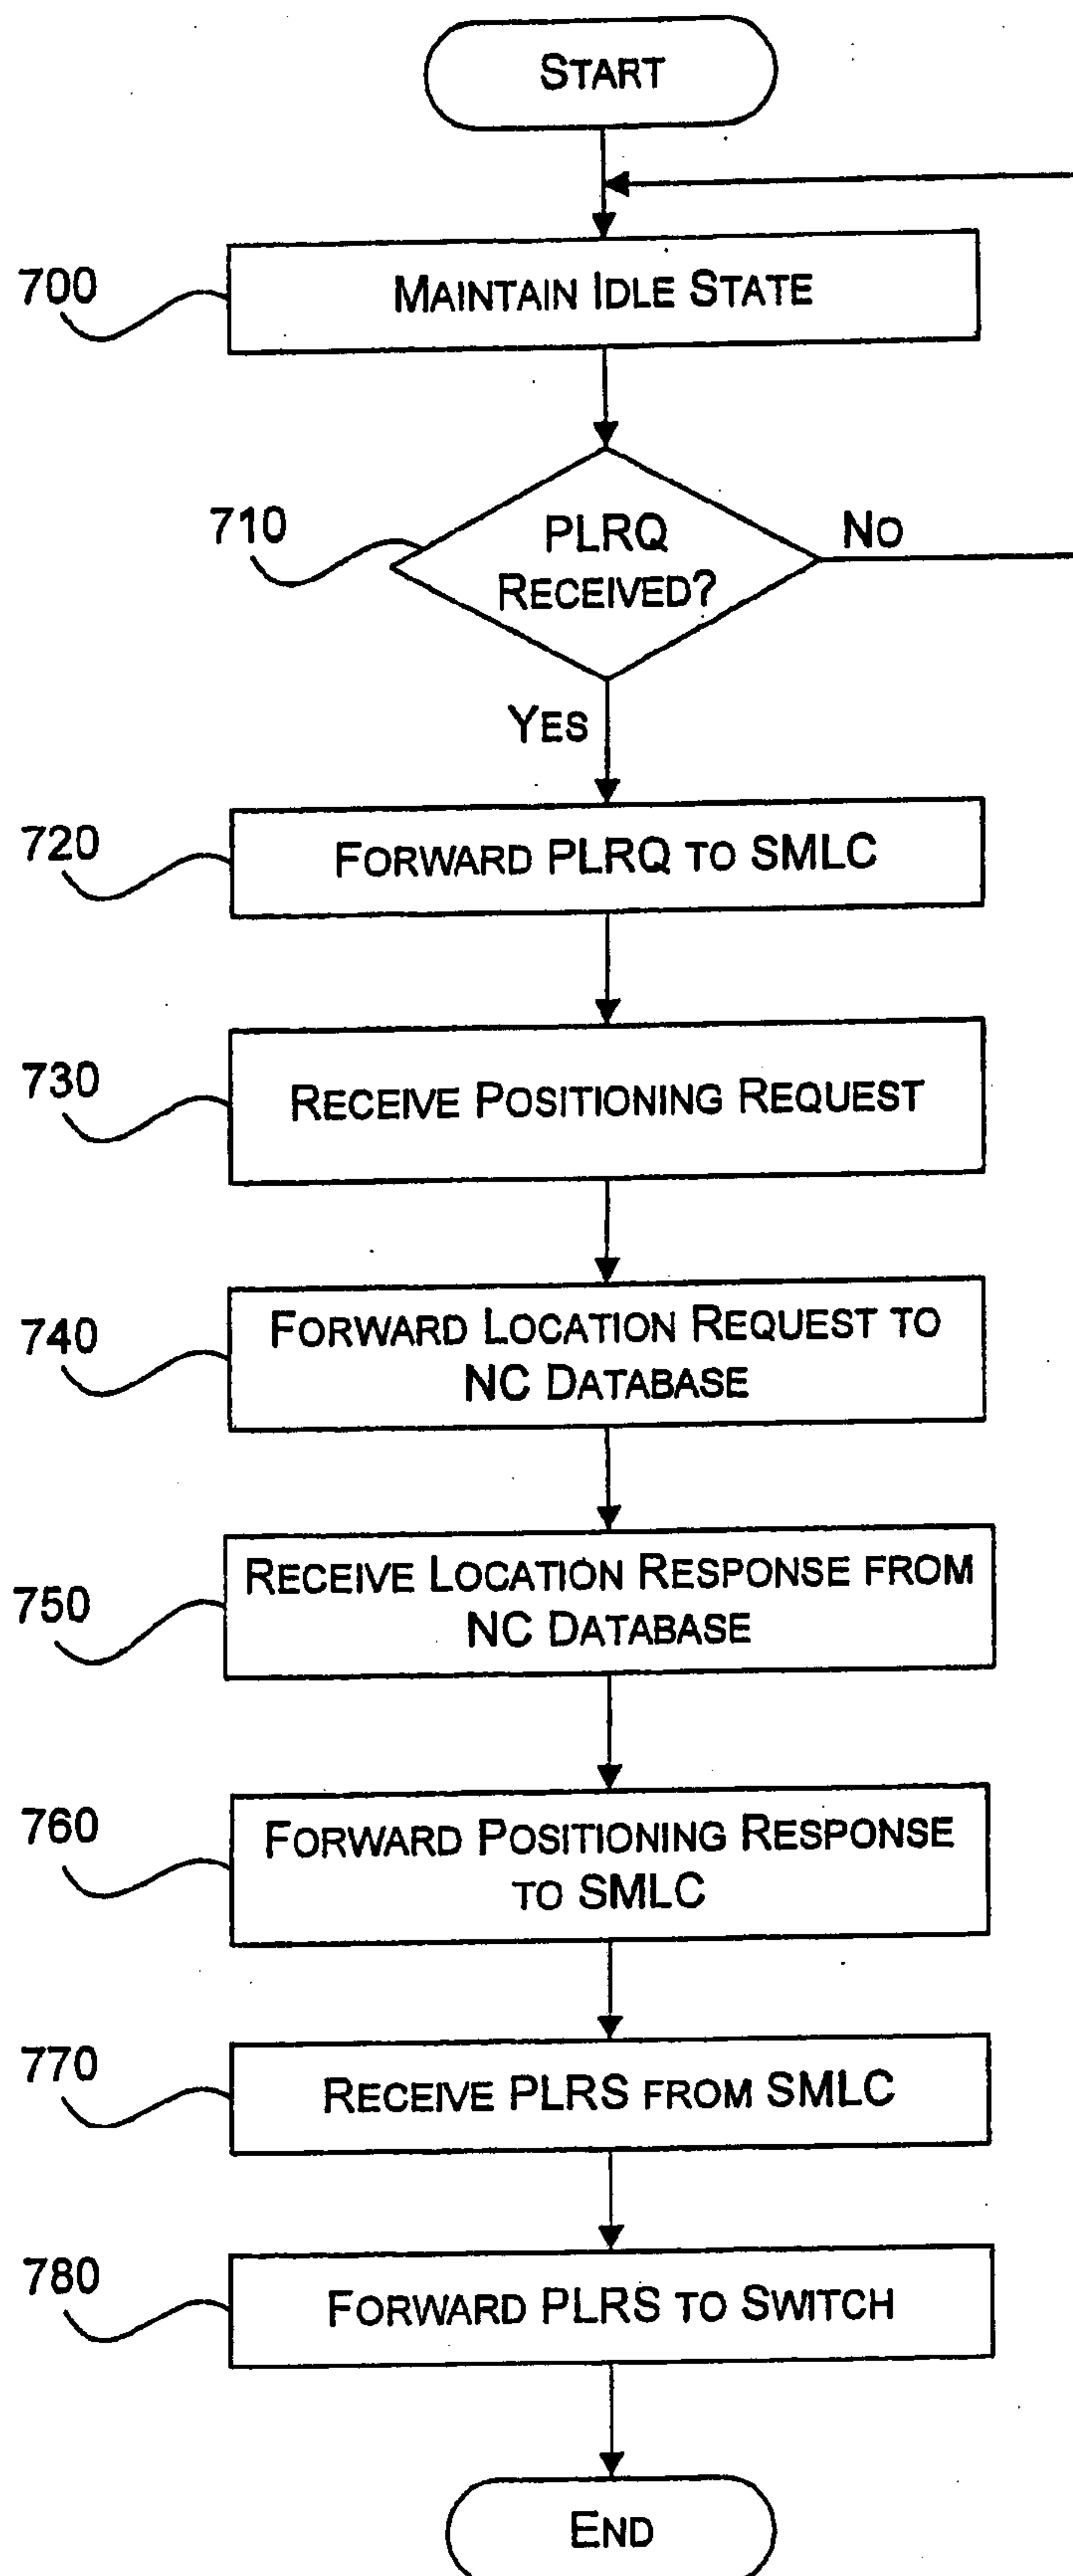 START
700
MAINTAIN IDLE STATE
710
PLRQ
RECEIVED?
NO
YES
720
FORWARD PLRQ TO SMLC
730
RECEIVE POSITIONING REQUEST
740
FORWARD LOCATION REQUEST TO
NC DATABASE
750
RECEIVE LOCATION RESPONSE FROM
NC DATABASE
760
FORWARD POSITIONING RESPONSE
TO SMLC
770
RECEIVE PLRS FROM SMLC
780
FORWARD PLRS TO SWITCH
END